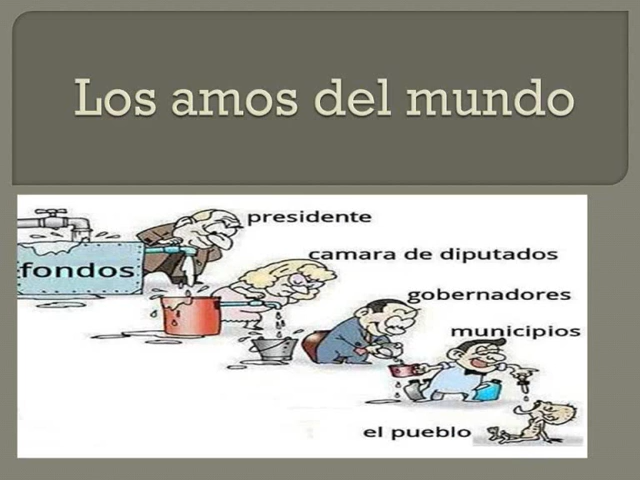 Los amos del mundo
presidente
camara de diputados
fondos
gobernadores
municipios
el pueblo